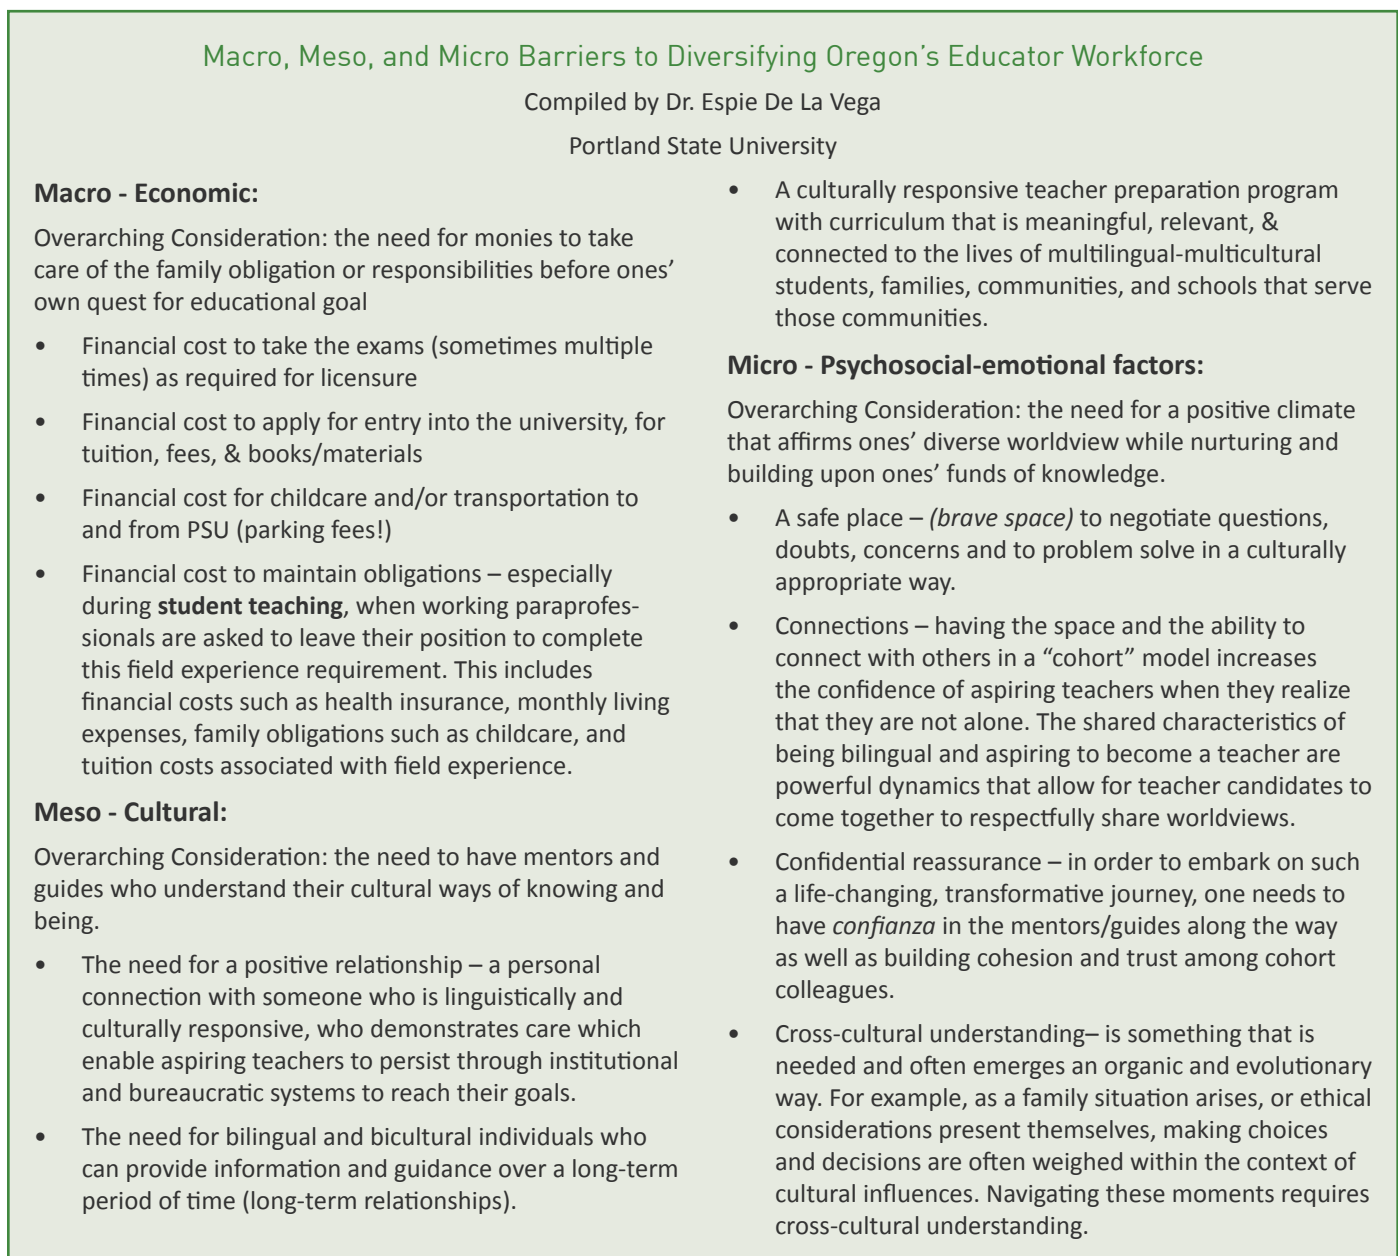 Macro, Meso, and Micro Barriers to Diversifying Oregon's Educator Workforce
Compiled by Dr. Espie De La Vega
Portland State University
Macro - Economic:
Overarching Consideration: the need for monies to take
care of the family obligation or responsibilities before ones’
own quest for educational goal
• Financial cost to take the exams (sometimes multiple
times) as required for licensure
• Financial cost to apply for entry into the university, for
tuition, fees, & books/materials
• Financial cost for childcare and/or transportation to
and from PSU (parking fees!)
• Financial cost to maintain obligations – especially
during student teaching, when working paraprofes-
sionals are asked to leave their position to complete
this field experience requirement. This includes
financial costs such as health insurance, monthly living
expenses, family obligations such as childcare, and
tuition costs associated with field experience.
Meso - Cultural:
Overarching Consideration: the need to have mentors and
guides who understand their cultural ways of knowing and
being.
• The need for a positive relationship – a personal
connection with someone who is linguistically and
culturally responsive, who demonstrates care which
enable aspiring teachers to persist through institutional
and bureaucratic systems to reach their goals.
• The need for bilingual and bicultural individuals who
can provide information and guidance over a long-term
period of time (long-term relationships).
• A culturally responsive teacher preparation program
with curriculum that is meaningful, relevant, &
connected to the lives of multilingual-multicultural
students, families, communities, and schools that serve
those communities.
Micro - Psychosocial-emotional factors:
Overarching Consideration: the need for a positive climate
that affirms ones’ diverse worldview while nurturing and
building upon ones’ funds of knowledge.
• A safe place – (brave space) to negotiate questions,
doubts, concerns and to problem solve in a culturally
appropriate way.
• Connections – having the space and the ability to
connect with others in a “cohort” model increases
the confidence of aspiring teachers when they realize
that they are not alone. The shared characteristics of
being bilingual and aspiring to become a teacher are
powerful dynamics that allow for teacher candidates to
come together to respectfully share worldviews.
• Confidential reassurance – in order to embark on such
a life-changing, transformative journey, one needs to
have confianza in the mentors/guides along the way
as well as building cohesion and trust among cohort
colleagues.
• Cross-cultural understanding– is something that is
needed and often emerges an organic and evolutionary
way. For example, as a family situation arises, or ethical
considerations present themselves, making choices
and decisions are often weighed within the context of
cultural influences. Navigating these moments requires
cross-cultural understanding.